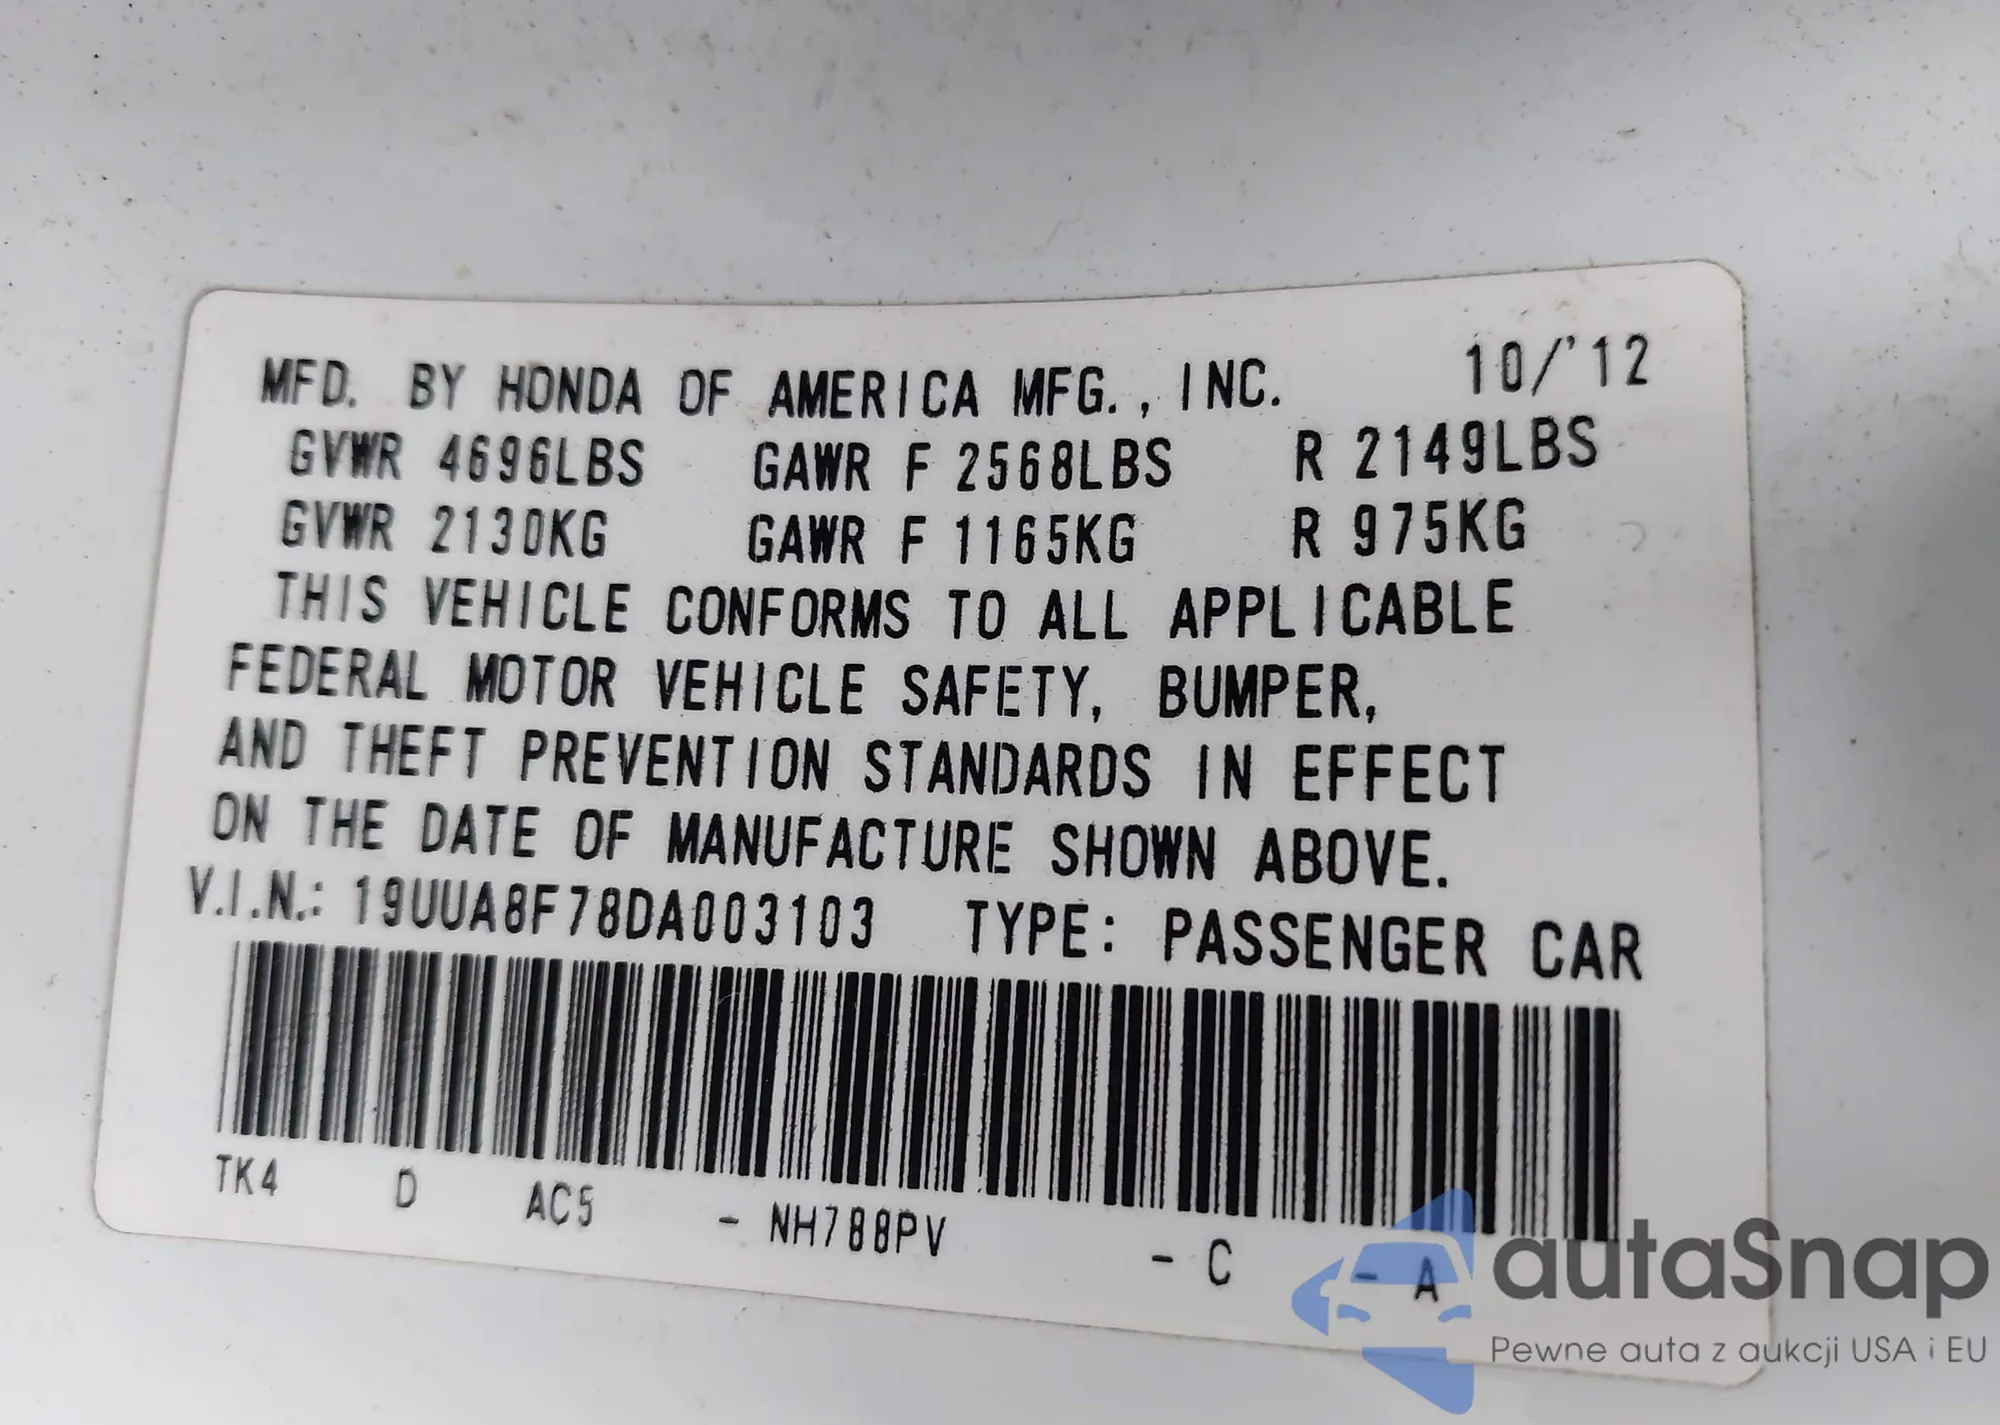 MFD. BY HONDA OF AMERICA MFG., INC. 10/'12
GVWR 4696LBS GAWR F 2568LBS R 2149LBS
GVWR 2130KG GAWR F 1165KG R 975KG
THIS VEHICLE CONFORMS TO ALL APPLICABLE
FEDERAL MOTOR VEHICLE SAFETY, BUMPER,
AND THEFT PREVENTION STANDARDS IN EFFECT
ON THE DATE OF MANUFACTURE SHOWN ABOVE.
V.I.N.: 19UUA8F78DA003103 TYPE: PASSENGER CAR
TK4 D AC5 - NH788PV - C - A
autaSnap
Pewne auta z aukcji USA i EU